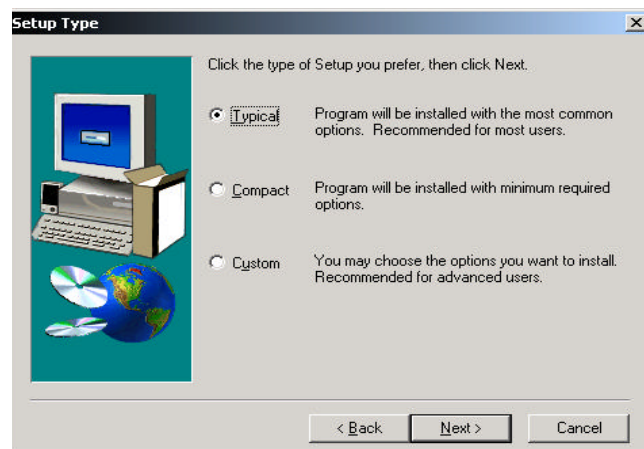 Setup Type
Click the type of Setup you prefer, then click Next.
Typical
Program will be installed with the most common
options. Recommended for most users.
Compact
Program will be installed with minimum required
options.
Custom
You may choose the options you want to install.
Recommended for advanced users.
< Back
Next >
Cancel